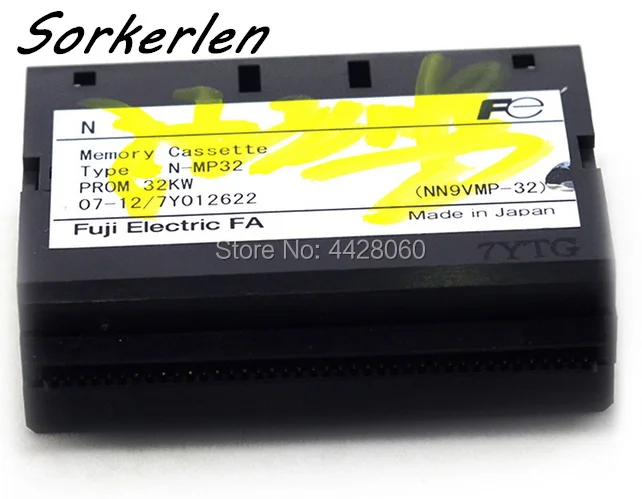 Sorkerlen
N
Fe
Memory Cassette
Type N-MP32
PROM 32KW
07-12/7Y012622
(NN9VMP-32)
Fuji Electric FA
Made in Japan
Store No: 4428060
7YTG